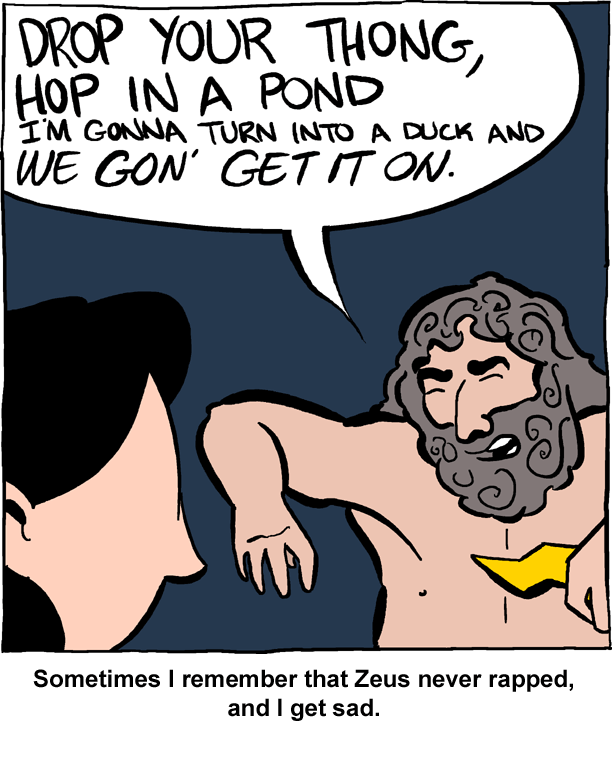 DROP YOUR THONG,
HOP IN A POND
I'M GONNA TURN INTO A DUCK AND
WE GON' GET IT ON.
Sometimes I remember that Zeus never rapped,
and I get sad.